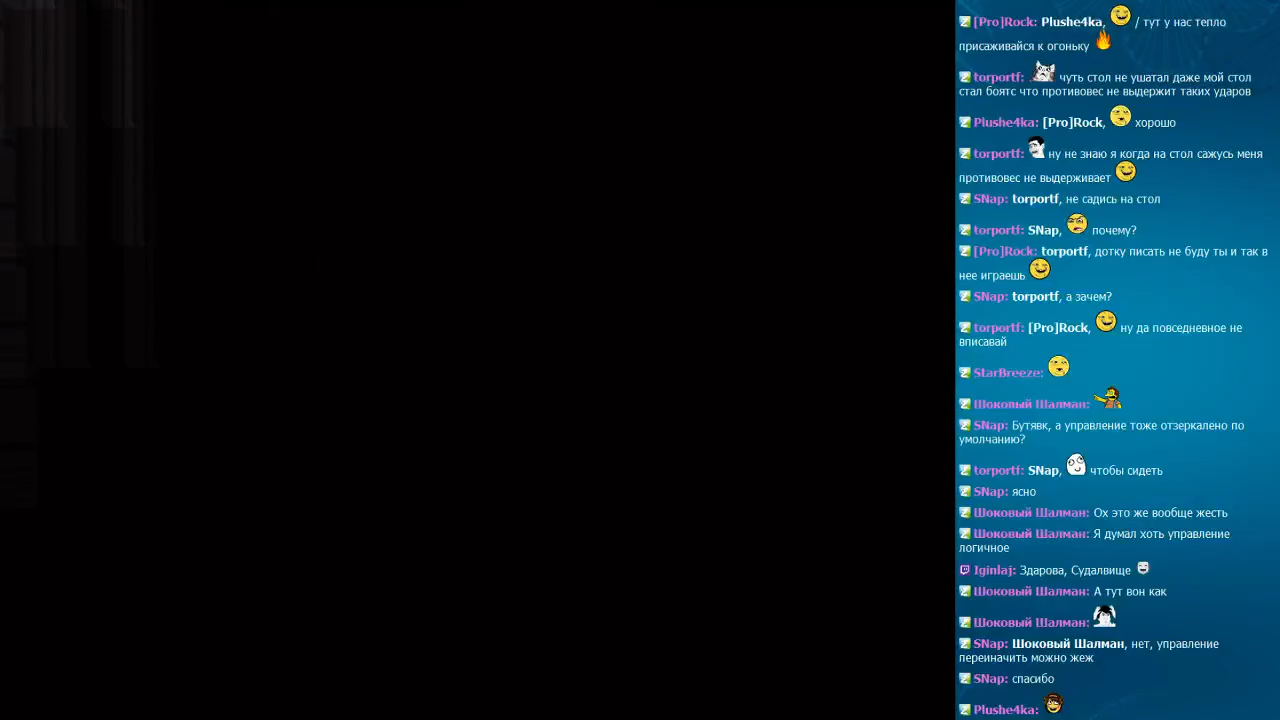 [Pro]Rock: Plushe4ka, / тут у нас тепло
присаживайся к огоньку
torportf: чуть стол не ушатал даже мой стол
стал боятс что противовес не выдержит таких ударов
Plushe4ka: [Pro]Rock, хорошо
torportf: ну не знаю я когда на стол сажусь меня
противовес не выдерживает
SNap: torportf, не садись на стол
torportf: SNap, почему?
[Pro]Rock: torportf, дотку писать не буду ты и так в
нее играешь
SNap: torportf, а зачем?
torportf: [Pro]Rock, ну да повседневное не
вписавай
StarBreeze:
Шоковый Шалман:
SNap: Бутявк, а управление тоже отзеркалено по
умолчанию?
torportf: SNap, чтобы сидеть
SNap: ясно
Шоковый Шалман: Ох это же вообще жесть
Шоковый Шалман: Я думал хоть управление
логичное
Iginlaj: Здарова, Судалвище
Шоковый Шалман: А тут вон как
Шоковый Шалман:
SNap: Шоковый Шалман, нет, управление
переиначить можно жеж
SNap: спасибо
Plushe4ka: